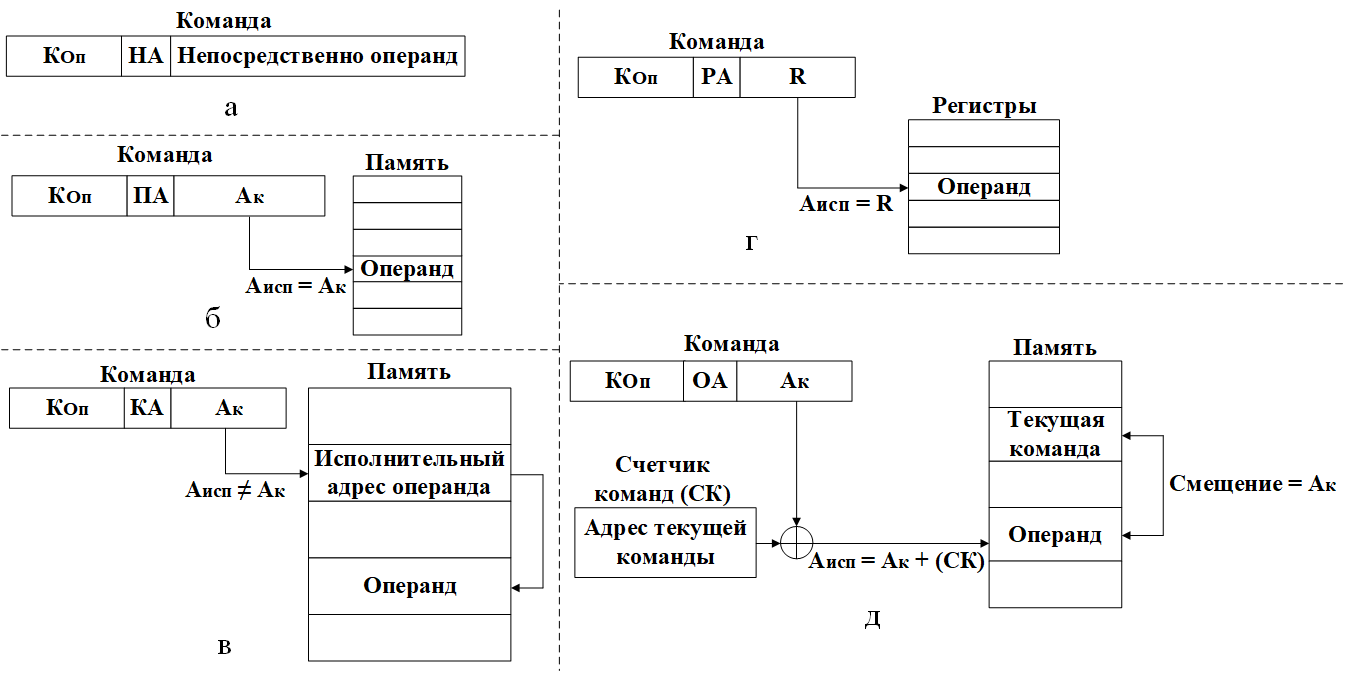 Команда
КОп НА Непосредственно операнд
а
Команда
Память
КОп ПА Ак
Операнд
Аисп = Ак
б
Команда
Память
КОп КА Ак
Исполнительный
адрес операнда
Аисп ≠ Ак
Операнд
в
Команда
КОп РА R
Регистры
Операнд
Аисп = R
г
Команда
Память
КОп ОА Ак
Текущая
команда
Счетчик
команд (СК)
Смещение = Ак
Адрес текущей
команды
Операнд
Аисп = Ак + (СК)
д